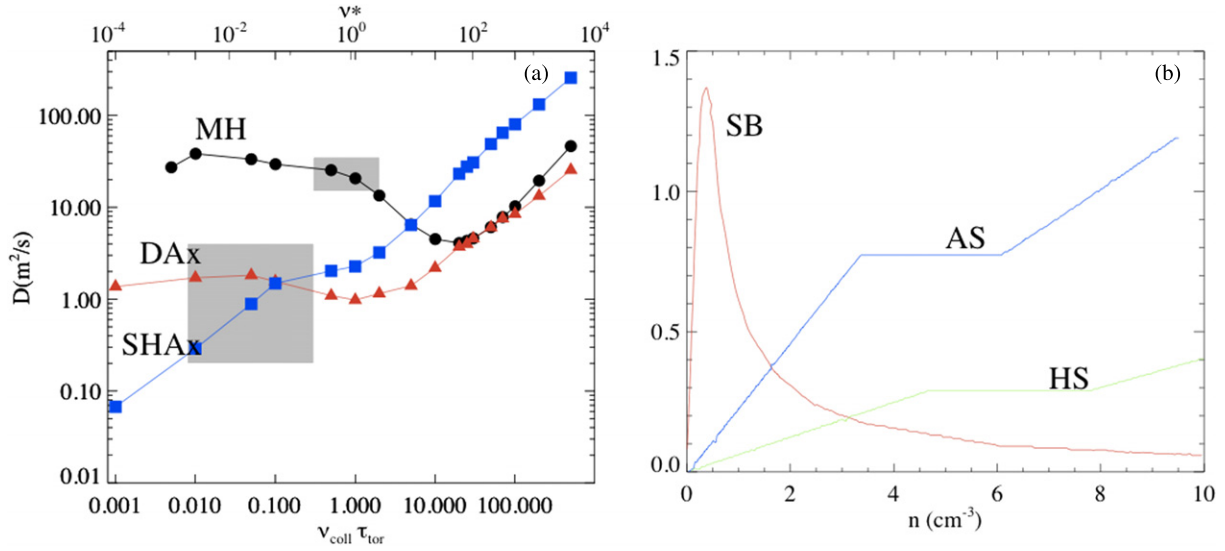 ν*
10⁻⁴ 10⁻² 10⁰ 10² 10⁴
(a)
100.00
10.00
1.00
0.10
0.01
D(m²/s)
MH
DAx
SHAx
0.001 0.010 0.100 1.000 10.000 100.000
ν_coll τ_tor
(b)
1.5
1.0
0.5
0.0
SB
AS
HS
0 2 4 6 8 10
n (cm⁻³)